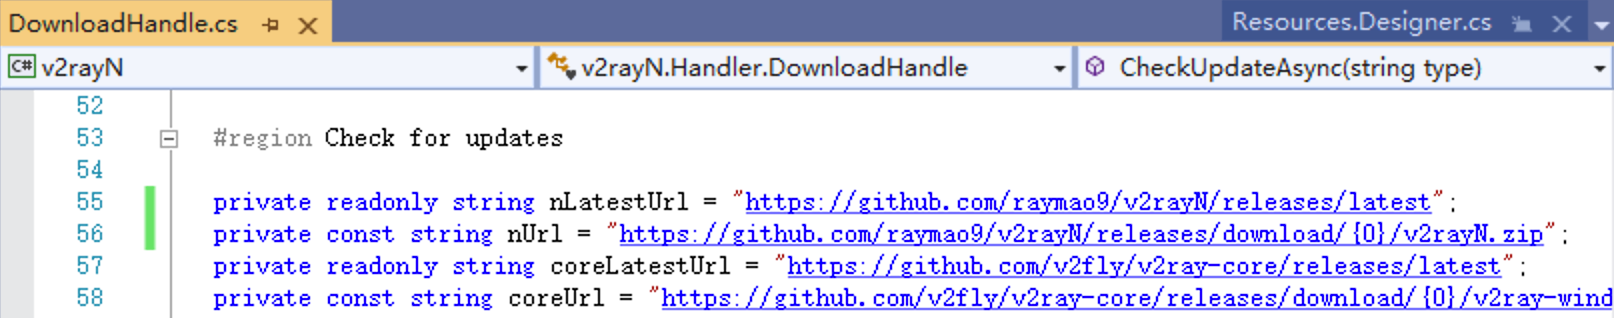 DownloadHandle.cs
Resources.Designer.cs
C# v2rayN
v2rayN.Handler.DownloadHandle
CheckUpdateAsync(string type)
52
53 #region Check for updates
54
55 private readonly string nLatestUrl = "https://github.com/raymao9/v2rayN/releases/latest";
56 private const string nUrl = "https://github.com/raymao9/v2rayN/releases/download/{0}/v2rayN.zip";
57 private readonly string coreLatestUrl = "https://github.com/v2fly/v2ray-core/releases/latest";
58 private const string coreUrl = "https://github.com/v2fly/v2ray-core/releases/download/{0}/v2ray-wind